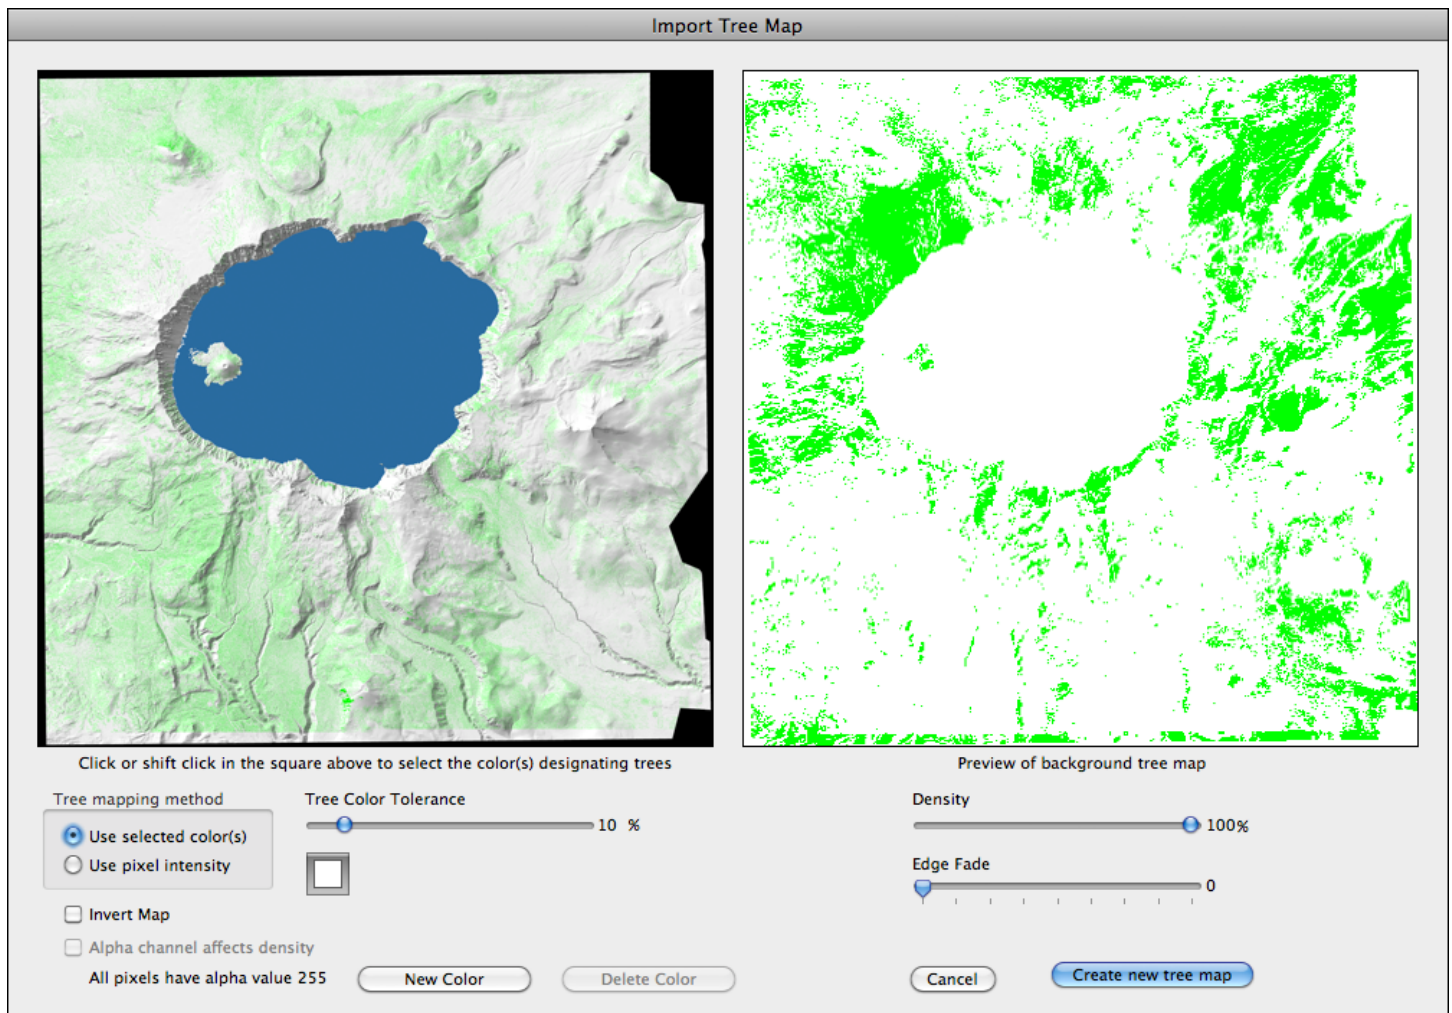 Import Tree Map
Click or shift click in the square above to select the color(s) designating trees
Preview of background tree map
Tree mapping method
Use selected color(s)
Use pixel intensity
Tree Color Tolerance
10 %
Density
100%
Edge Fade
0
Invert Map
Alpha channel affects density
All pixels have alpha value 255
New Color
Delete Color
Cancel
Create new tree map